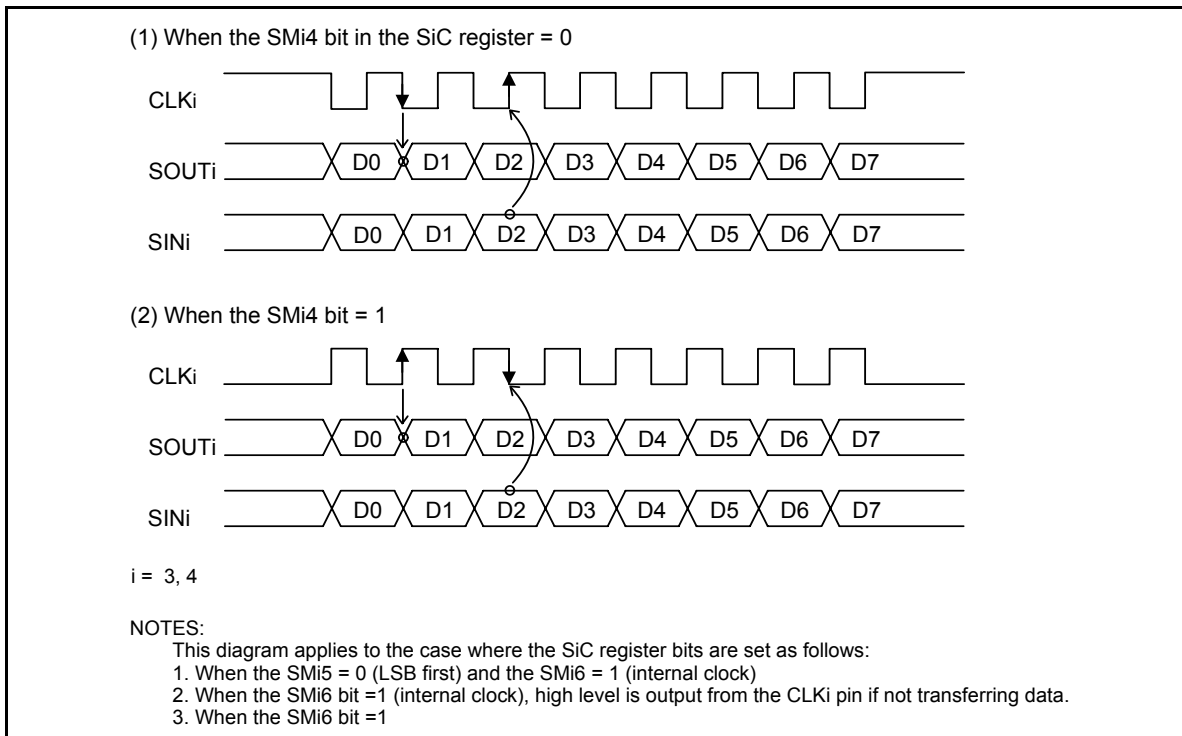 (1) When the SMi4 bit in the SiC register = 0
CLKi
SOUTi D0 D1 D2 D3 D4 D5 D6 D7
SINi D0 D1 D2 D3 D4 D5 D6 D7
(2) When the SMi4 bit = 1
CLKi
SOUTi D0 D1 D2 D3 D4 D5 D6 D7
SINi D0 D1 D2 D3 D4 D5 D6 D7
i = 3, 4
NOTES:
This diagram applies to the case where the SiC register bits are set as follows:
1. When the SMi5 = 0 (LSB first) and the SMi6 = 1 (internal clock)
2. When the SMi6 bit =1 (internal clock), high level is output from the CLKi pin if not transferring data.
3. When the SMi6 bit =1